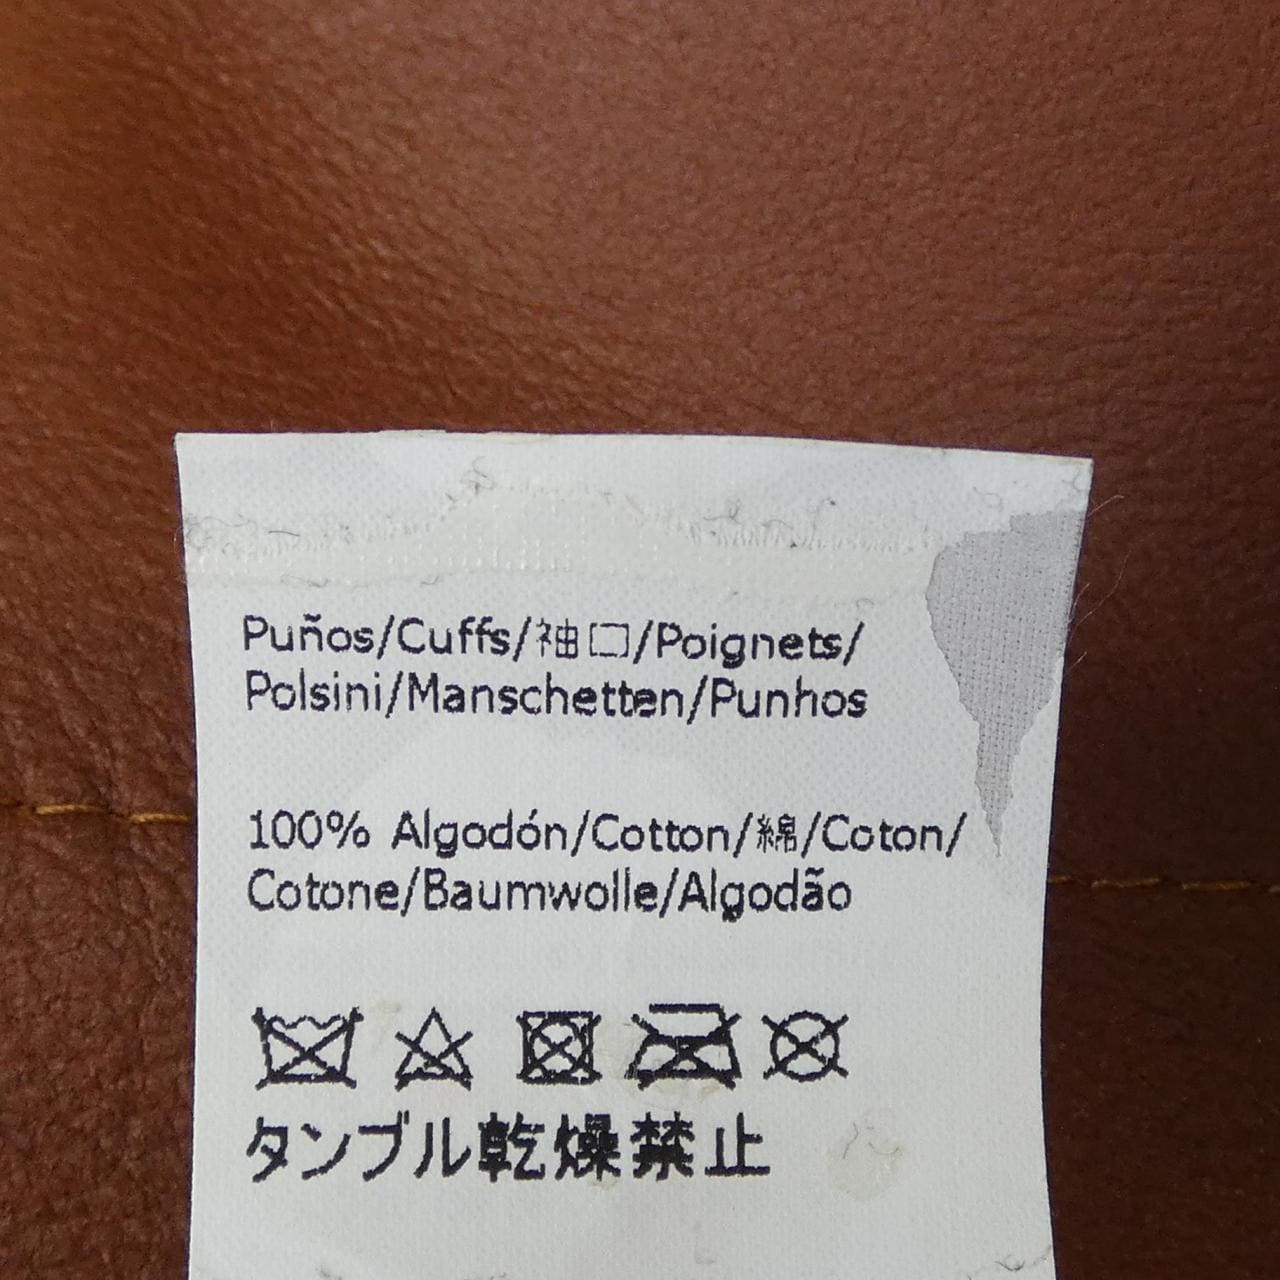 Puños/Cuffs/袖口/Poignets/
Polsini/Manschetten/Punhos
100% Algodón/Cotton/綿/Coton/
Cotone/Baumwolle/Algodão
タンブル乾燥禁止